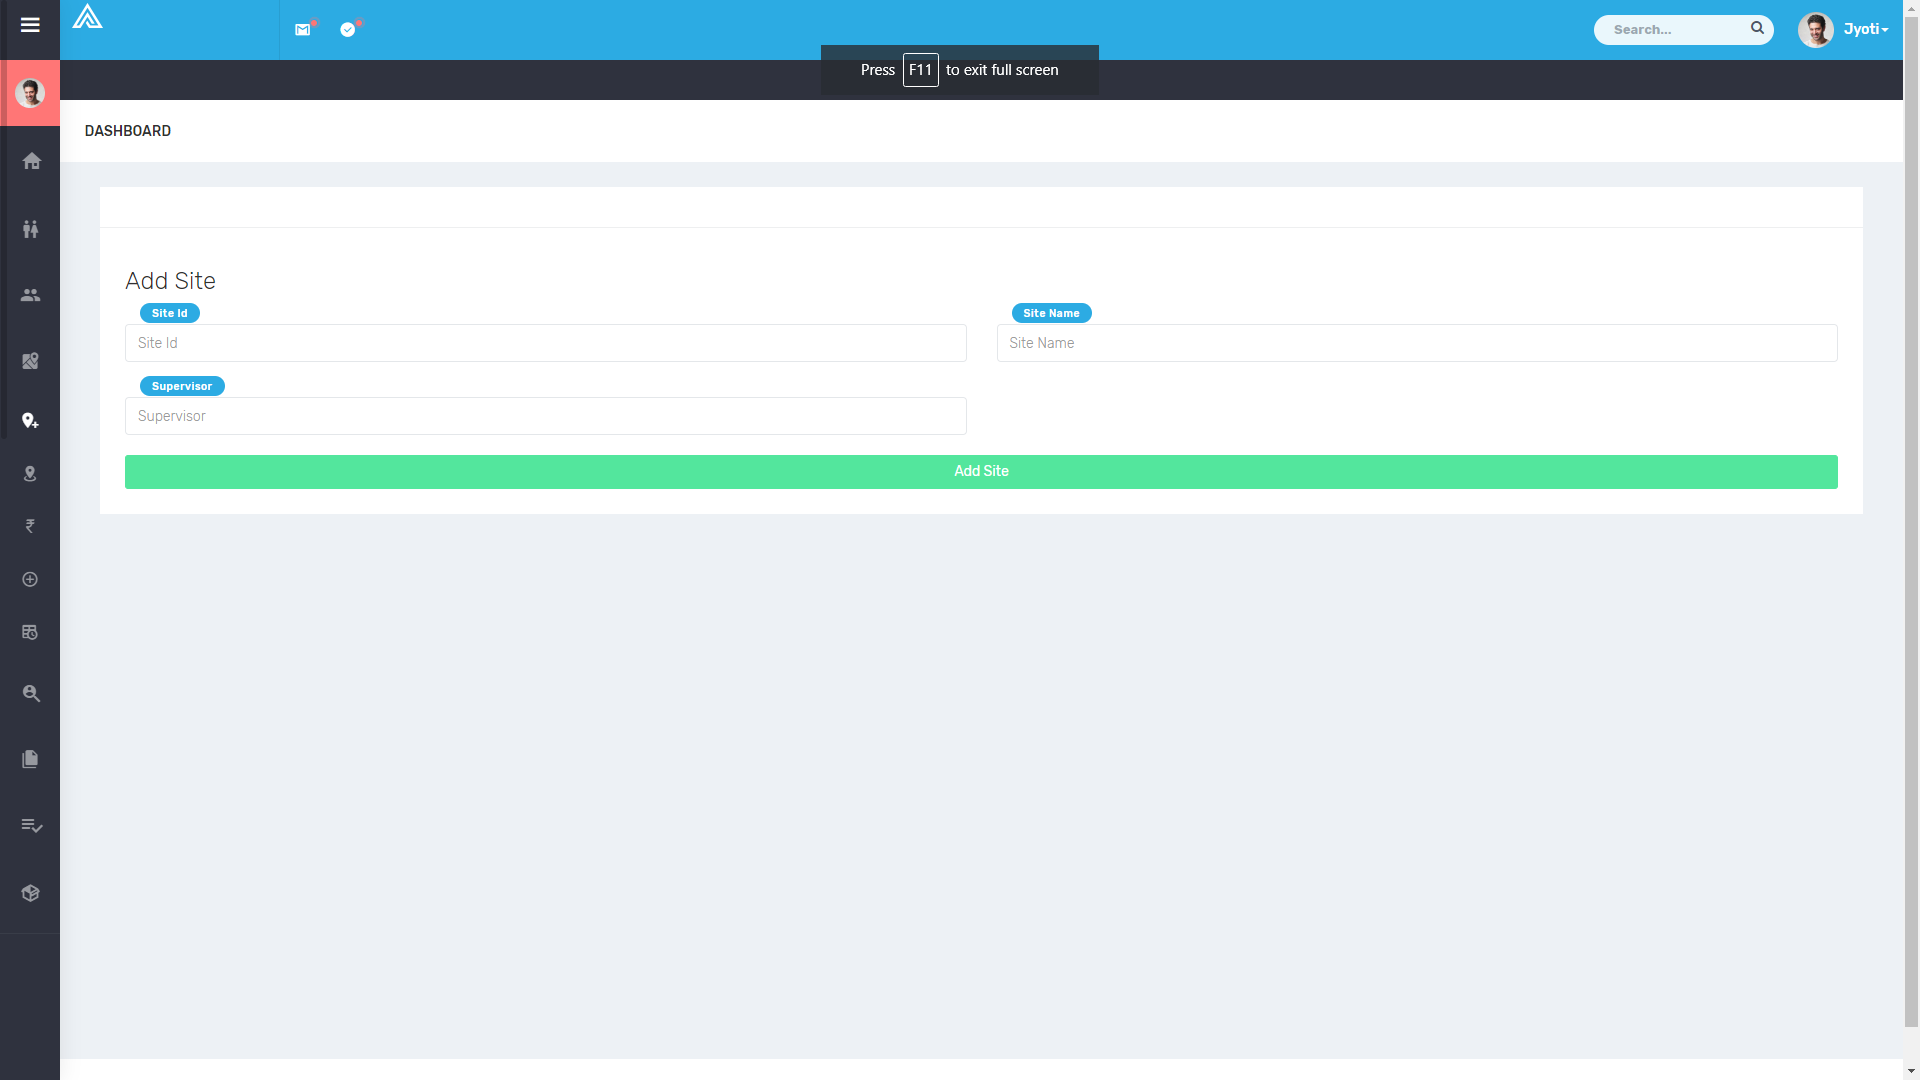 Search...
Jyoti
Press F11 to exit full screen
DASHBOARD
Add Site
Site Id
Site Name
Site Id
Site Name
Supervisor
Supervisor
Add Site